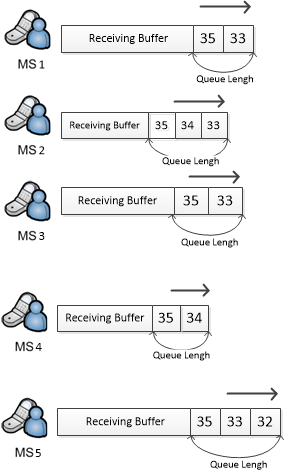 Receiving Buffer 35 33
MS 1
Queue Lengh
Receiving Buffer 35 34 33
MS 2
Queue Lengh
Receiving Buffer 35 33
MS 3
Queue Lengh
Receiving Buffer 35 34
MS 4
Queue Lengh
Receiving Buffer 35 33 32
MS 5
Queue Lengh